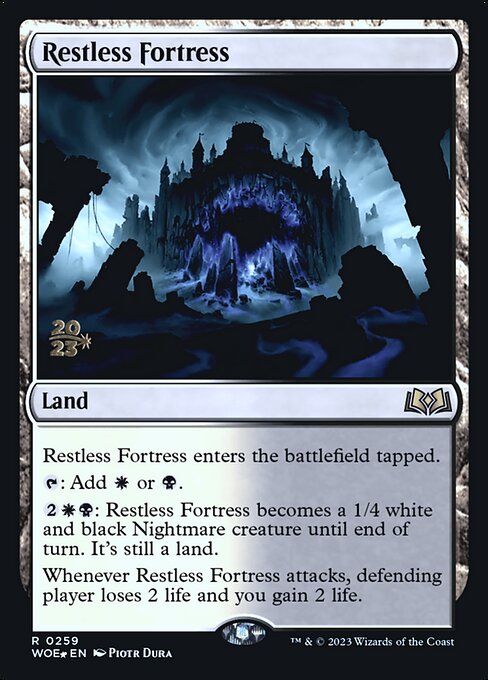 Restless Fortress
20
23
Land
Restless Fortress enters the battlefield tapped.
: Add or .
2 : Restless Fortress becomes a 1/4 white
and black Nightmare creature until end of
turn. It's still a land.
Whenever Restless Fortress attacks, defending
player loses 2 life and you gain 2 life.
R 0259
WOE★EN Piotr Dura
™ & © 2023 Wizards of the Coast